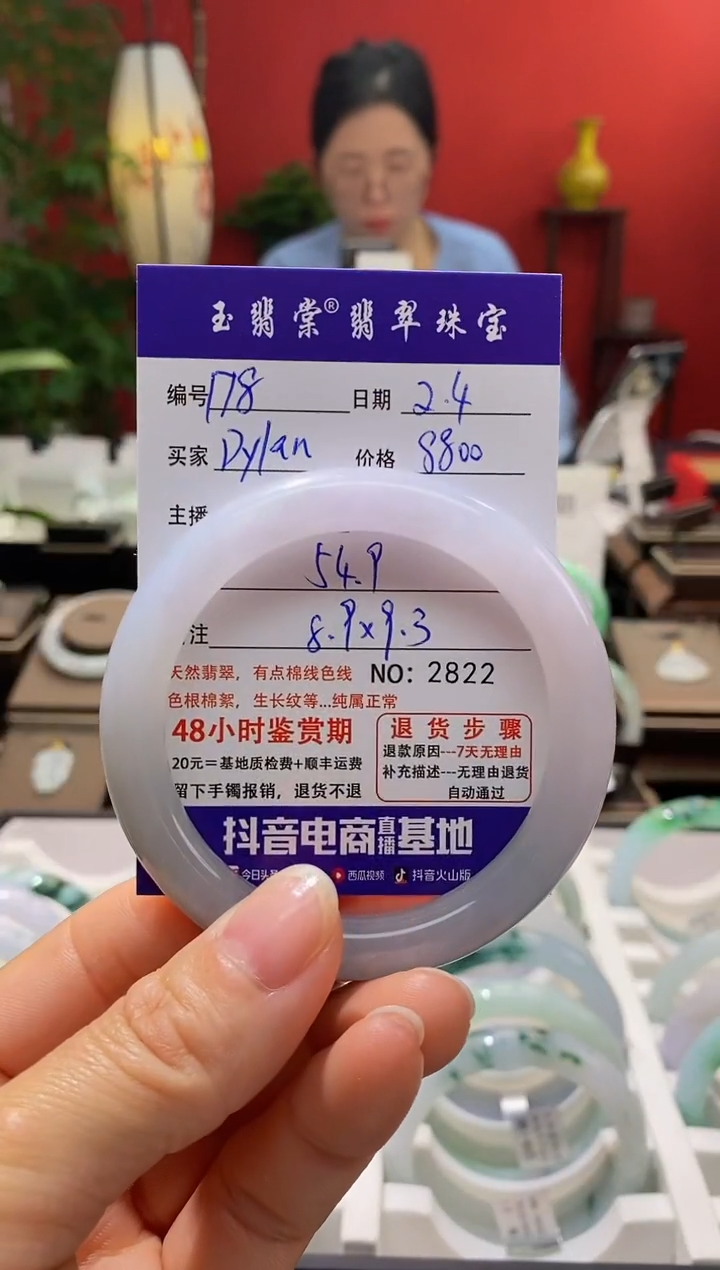 玉翡棠®翡翠珠宝
编号 178 日期 2.4
买家 Dylan 价格 8800
主播
54.9
注 8.9x9.3
天然翡翠，有点棉线色线 NO: 2822
色根棉絮，生长纹等...纯属正常
48小时鉴赏期
20元＝基地质检费+顺丰运费
留下手镯报销，退货不退
退货步骤
退款原因---7天无理由
补充描述---无理由退货
自动通过
抖音电商直播基地
今日头 西瓜视频 抖音火山版